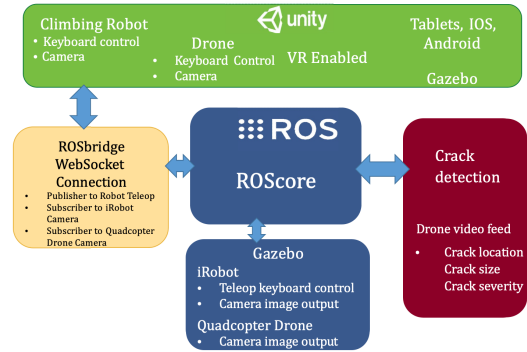 unity
Climbing Robot
• Keyboard control
• Camera
Drone
• Keyboard Control
• Camera
VR Enabled
Tablets, IOS,
Android
Gazebo
ROSbridge
WebSocket
Connection
• Publisher to Robot Teleop
• Subscriber to iRobot
Camera
• Subscriber to Quadcopter
Drone Camera
ROS
ROScore
Crack
detection
Drone video feed
• Crack location
Crack size
Crack severity
Gazebo
iRobot
• Teleop keyboard control
• Camera image output
Quadcopter Drone
• Camera image output